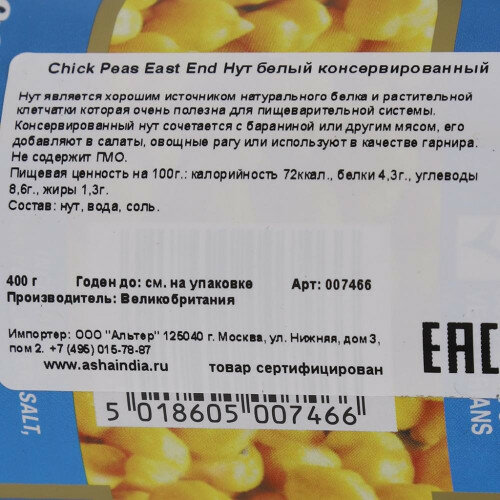 Chick Peas East End Нут белый консервированный
Нут является хорошим источником натурального белка и растительной
клетчатки которая очень полезна для пищеварительной системы.
Консервированный нут сочетается с бараниной или другим мясом, его
добавляют в салаты, овощные рагу или используют в качестве гарнира.
Не содержит ГМО.
Пищевая ценность на 100г.: калорийность 72ккал., белки 4,3г., углеводы
8,6г., жиры 1,3г.
Состав: нут, вода, соль.
400 г Годен до: см. на упаковке Арт: 007466
Производитель: Великобритания
Импортер: ООО "Альтер" 125040 г. Москва, ул. Нижняя, дом 3,
пом 2. +7 (495) 015-78-87
www.ashaindia.ru товар сертифицирован
EAC
SALT,
5 018605 007466